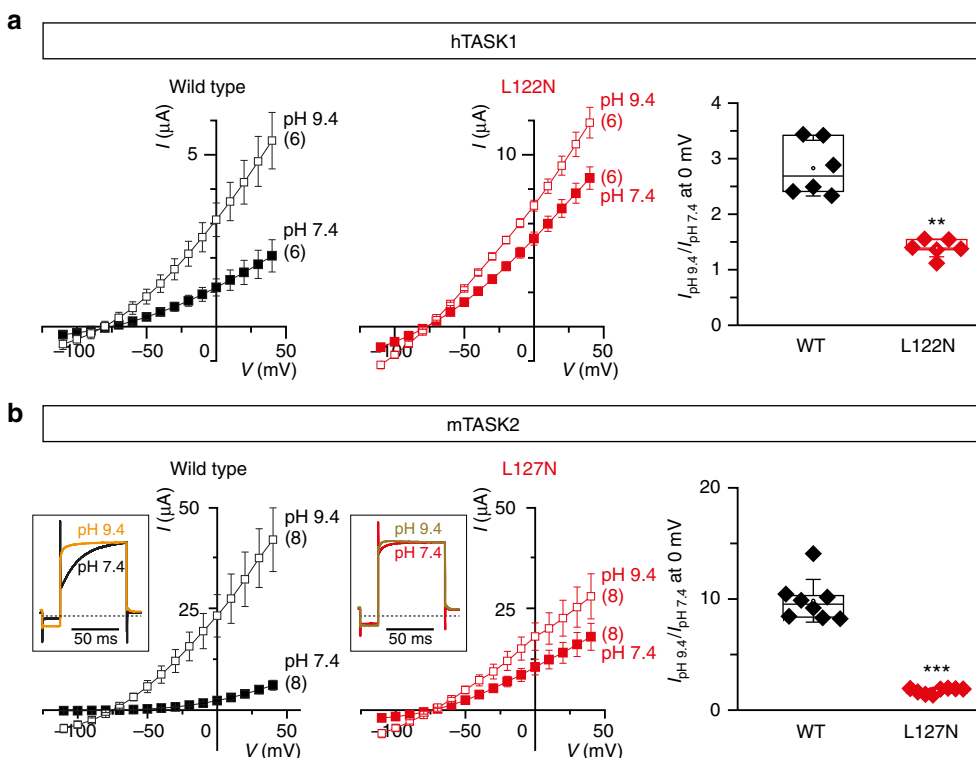 a
hTASK1
Wild type
I (μA)
pH 9.4
(6)
5
pH 7.4
(6)
−100
−50
0
50
V (mV)
L122N
I (μA)
pH 9.4
(6)
10
(6)
pH 7.4
−100
−50
0
50
V (mV)
IpH 9.4/IpH 7.4 at 0 mV
4
3
2
1
0
**
WT
L122N
b
mTASK2
Wild type
I (μA)
50
pH 9.4
(8)
25
pH 7.4
(8)
−100
−50
0
50
V (mV)
pH 9.4
pH 7.4
50 ms
L127N
I (μA)
50
pH 9.4
(8)
25
(8)
pH 7.4
−100
−50
0
50
V (mV)
pH 9.4
pH 7.4
50 ms
IpH 9.4/IpH 7.4 at 0 mV
20
10
0
***
WT
L127N